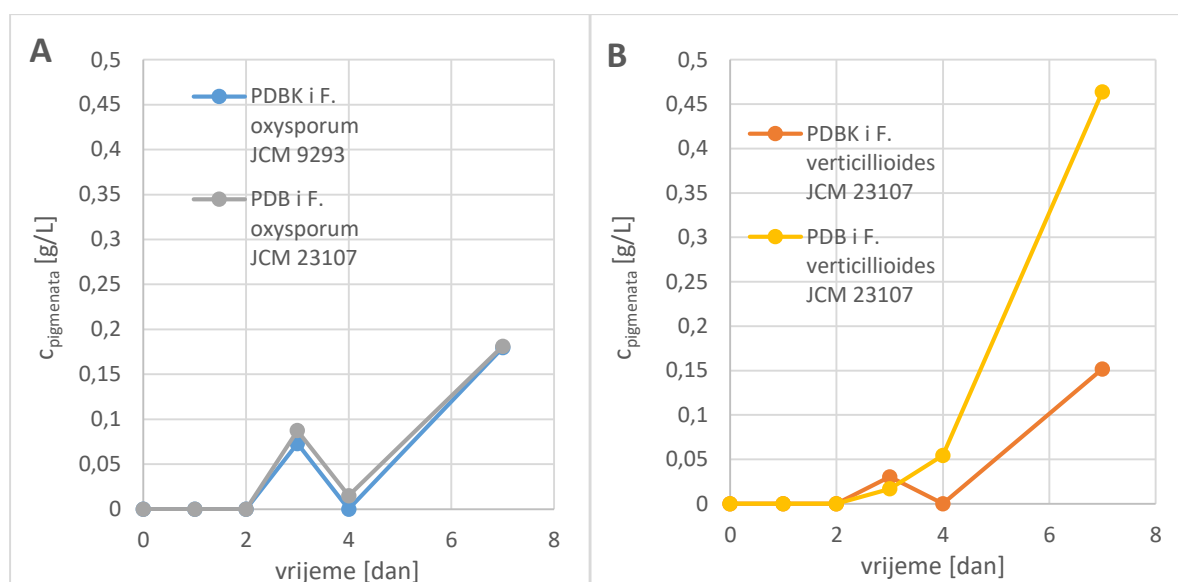 A
0,5
0,45
0,4
0,35
0,3
0,25
0,2
0,15
0,1
0,05
0
c pigmenata [g/L]
PDBK i F.
oxysporum
JCM 9293
PDB i F.
oxysporum
JCM 23107
0 2 4 6 8
vrijeme [dan]
B
0,5
0,45
0,4
0,35
0,3
0,25
0,2
0,15
0,1
0,05
0
c pigmenata [g/L]
PDBK i F.
verticillioides
JCM 23107
PDB i F.
verticillioides
JCM 23107
0 2 4 6 8
vrijeme [dan]